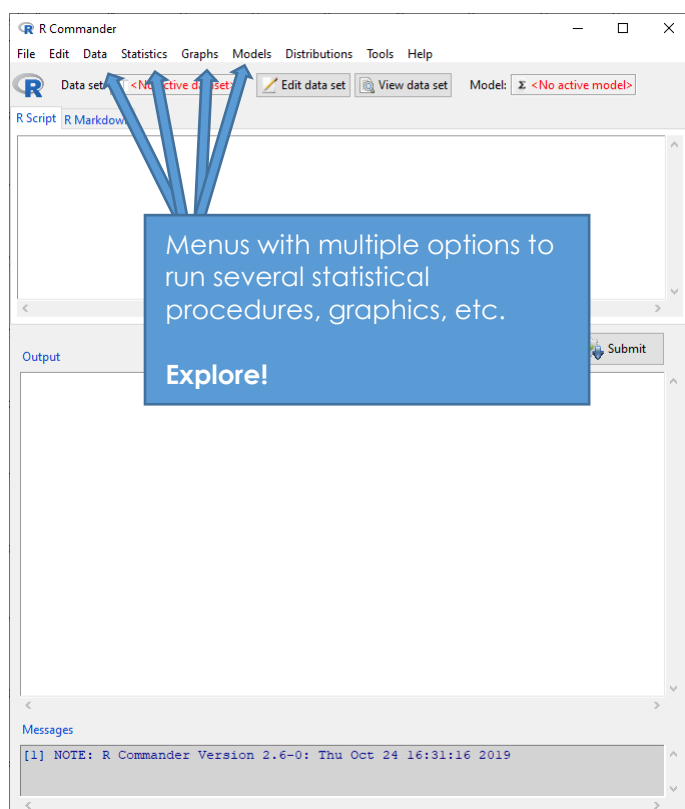 R Commander
File Edit Data Statistics Graphs Models Distributions Tools Help
R Data set: Edit data set View data set Model: Σ <No active model>
R Script
Menus with multiple options to
run several statistical
procedures, graphics, etc.
Explore!
Output
Submit
Messages
[1] NOTE: R Commander Version 2.6-0: Thu Oct 24 16:31:16 2019